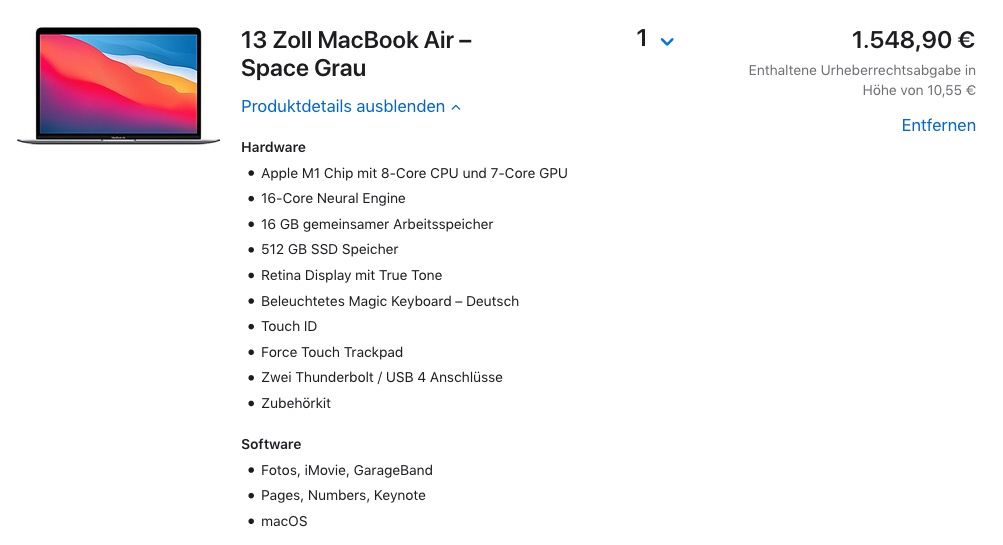 13 Zoll MacBook Air –
Space Grau
1
1.548,90 €
Enthaltene Urheberrechtsabgabe in
Höhe von 10,55 €
Produktdetails ausblenden
Entfernen
Hardware
• Apple M1 Chip mit 8-Core CPU und 7-Core GPU
• 16-Core Neural Engine
• 16 GB gemeinsamer Arbeitsspeicher
• 512 GB SSD Speicher
• Retina Display mit True Tone
• Beleuchtetes Magic Keyboard – Deutsch
• Touch ID
• Force Touch Trackpad
• Zwei Thunderbolt / USB 4 Anschlüsse
• Zubehörkit
Software
• Fotos, iMovie, GarageBand
• Pages, Numbers, Keynote
• macOS